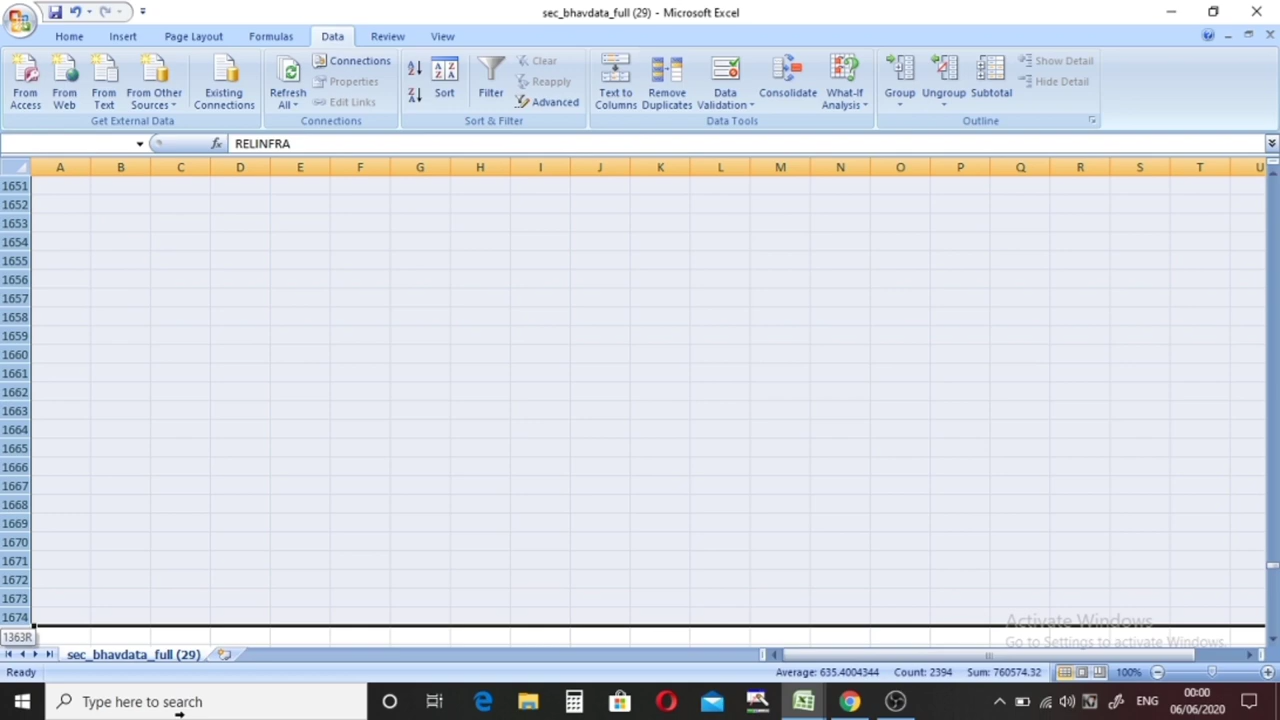 sec_bhavdata_full (29) - Microsoft Excel
Home Insert Page Layout Formulas Data Review View
From Access From Web From Text From Other Sources Existing Connections
Get External Data
Refresh All Connections Properties Edit Links
Connections
Sort Filter Clear Reapply Advanced
Sort & Filter
Text to Columns Remove Duplicates Data Validation Consolidate What-If Analysis
Data Tools
Group Ungroup Subtotal Show Detail Hide Detail
Outline
fx RELINFRA
A B C D E F G H I J K L M N O P Q R S T U
1651
1652
1653
1654
1655
1656
1657
1658
1659
1660
1661
1662
1663
1664
1665
1666
1667
1668
1669
1670
1671
1672
1673
1674
1363R
Activate Windows
Go to Settings to activate Windows.
sec_bhavdata_full (29)
Ready Average: 635.4004344 Count: 2394 Sum: 760574.32 100%
Type here to search ENG 00:00
06/06/2020